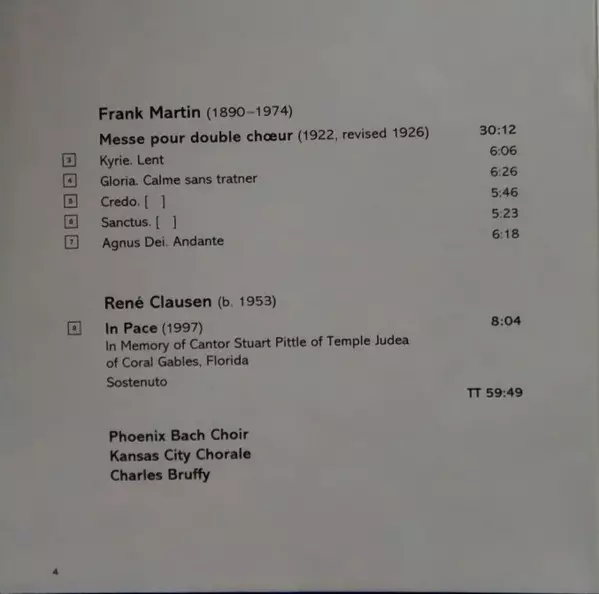 Frank Martin (1890–1974)
Messe pour double chœur (1922, revised 1926) 30:12
3 Kyrie. Lent 6:06
4 Gloria. Calme sans tratner 6:26
5 Credo. [ ] 5:46
6 Sanctus. [ ] 5:23
7 Agnus Dei. Andante 6:18
René Clausen (b. 1953)
8 In Pace (1997) 8:04
In Memory of Cantor Stuart Pittle of Temple Judea
of Coral Gables, Florida
Sostenuto
TT 59:49
Phoenix Bach Choir
Kansas City Chorale
Charles Bruffy
4